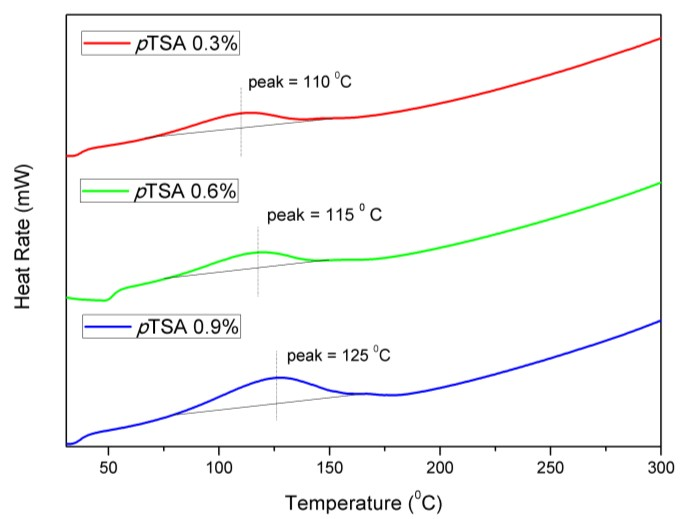 pTSA 0.3%
peak = 110 ⁰C
pTSA 0.6%
peak = 115 ⁰ C
pTSA 0.9%
peak = 125 ⁰C
Heat Rate (mW)
50 100 150 200 250 300
Temperature (⁰C)